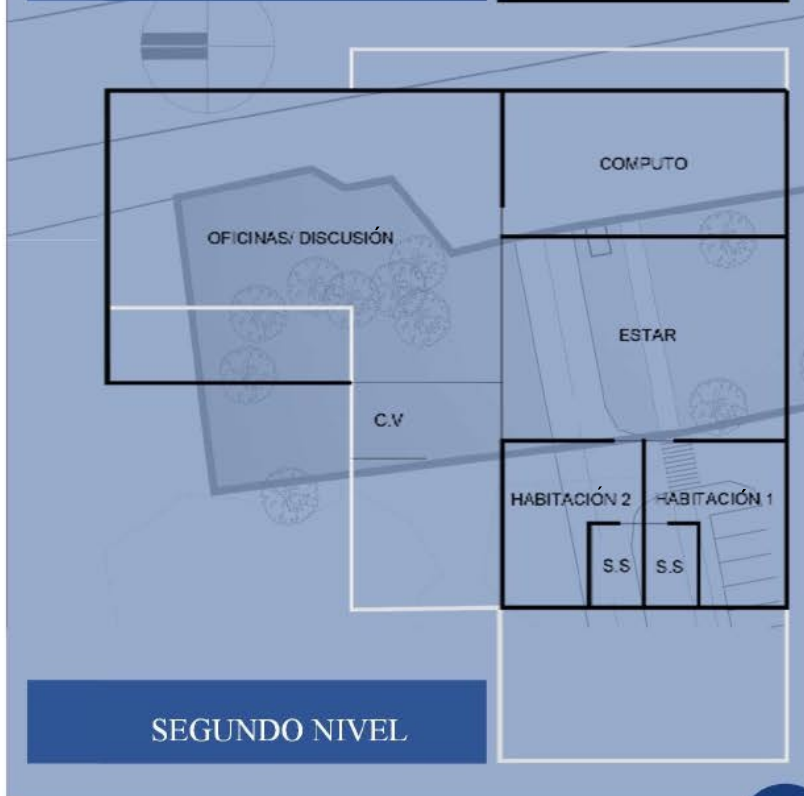 COMPUTO
OFICINAS/ DISCUSIÓN
ESTAR
C.V
HABITACIÓN 2
HABITACIÓN 1
S.S
S.S
SEGUNDO NIVEL